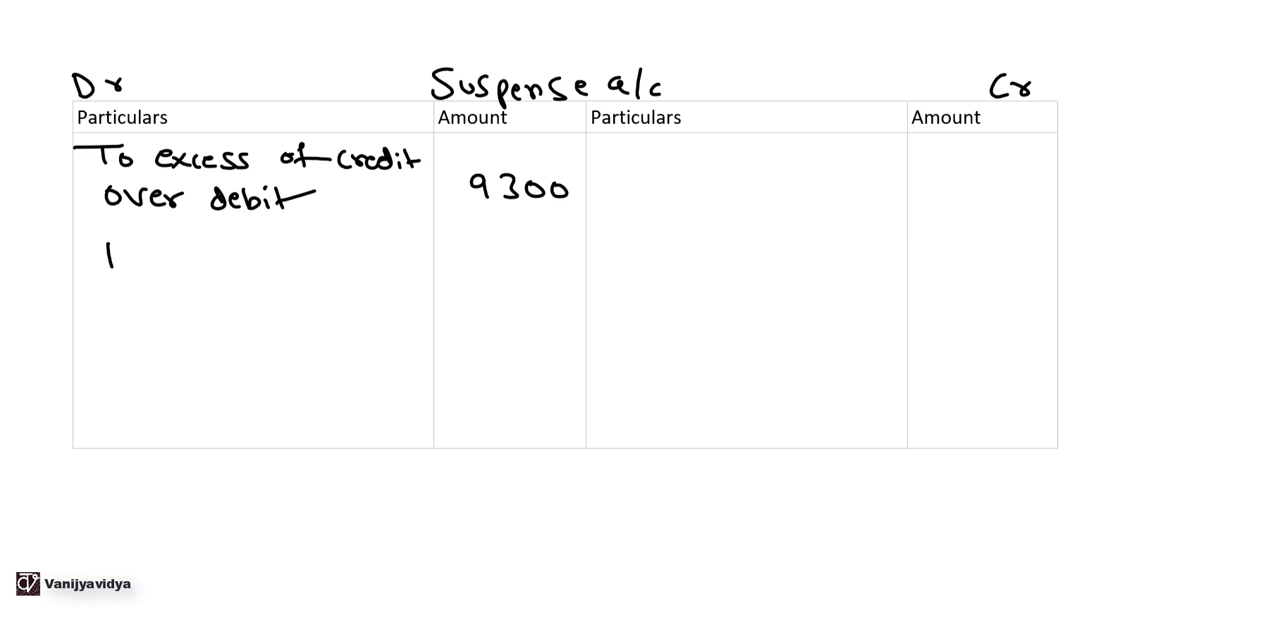 Dr Suspense a/c Cr
Particulars Amount Particulars Amount
To excess of credit
over debit 9300
Vanijyavidya